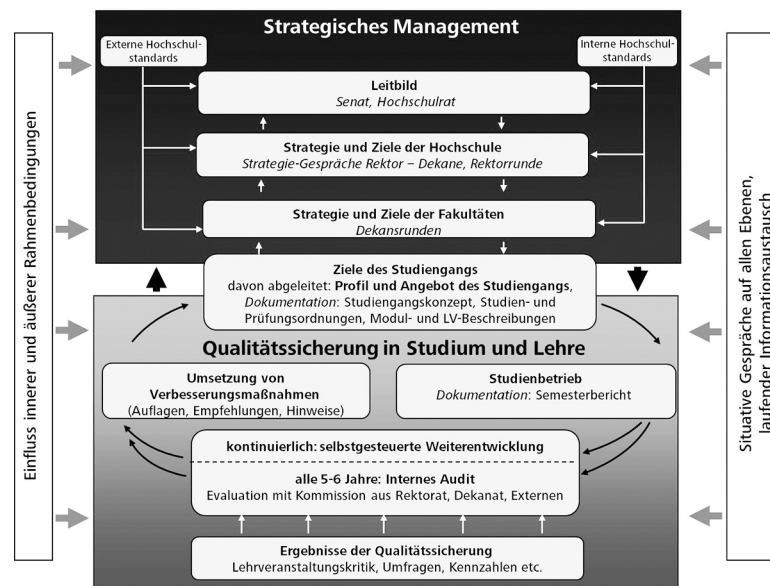 Strategisches Management
Externe Hochschul-
standards
Interne Hochschul-
standards
Leitbild
Senat, Hochschulrat
Strategie und Ziele der Hochschule
Strategie-Gespräche Rektor – Dekane, Rektorrunde
Strategie und Ziele der Fakultäten
Dekansrunden
Ziele des Studiengangs
davon abgeleitet: Profil und Angebot des Studiengangs,
Dokumentation: Studiengangskonzept, Studien- und
Prüfungsordnungen, Modul- und LV-Beschreibungen
Qualitätssicherung in Studium und Lehre
Umsetzung von
Verbesserungsmaßnahmen
(Auflagen, Empfehlungen, Hinweise)
Studienbetrieb
Dokumentation: Semesterbericht
kontinuierlich: selbstgesteuerte Weiterentwicklung
alle 5-6 Jahre: Internes Audit
Evaluation mit Kommission aus Rektorat, Dekanat, Externen
Ergebnisse der Qualitätssicherung
Lehrveranstaltungskritik, Umfragen, Kennzahlen etc.
Einfluss innerer und äußerer Rahmenbedingungen
Situative Gespräche auf allen Ebenen,
laufender Informationsaustausch